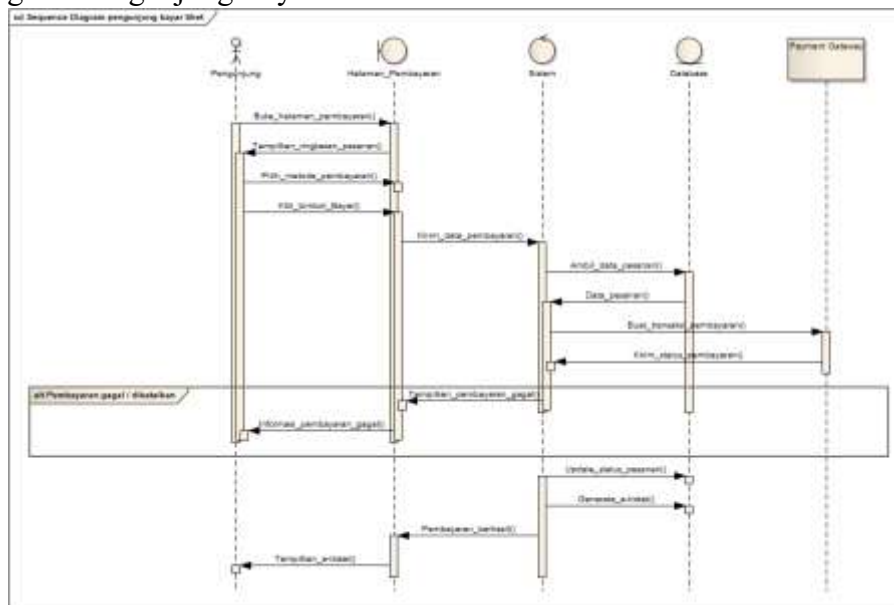 sd Sequence Diagram pengunjung bayar tiket
Pengunjung
Halaman_Pembayaran
Sistem
Database
Payment Gateway
Buka_halaman_pembayaran()
Tampilkan_ringkasan_pesanan()
Pilih_metode_pembayaran()
Klik_tombol_Bayar()
Kirim_data_pembayaran()
Ambil_data_pesanan()
Data_pesanan()
Buat_transaksi_pembayaran()
Kirim_status_pembayaran()
alt Pembayaran gagal / dibatalkan
Tampilkan_pembayaran_gagal()
Informasi_pembayaran_gagal()
Update_status_pesanan()
Generate_e-tiket()
Pembayaran_berhasil()
Tampilkan_e-tiket()